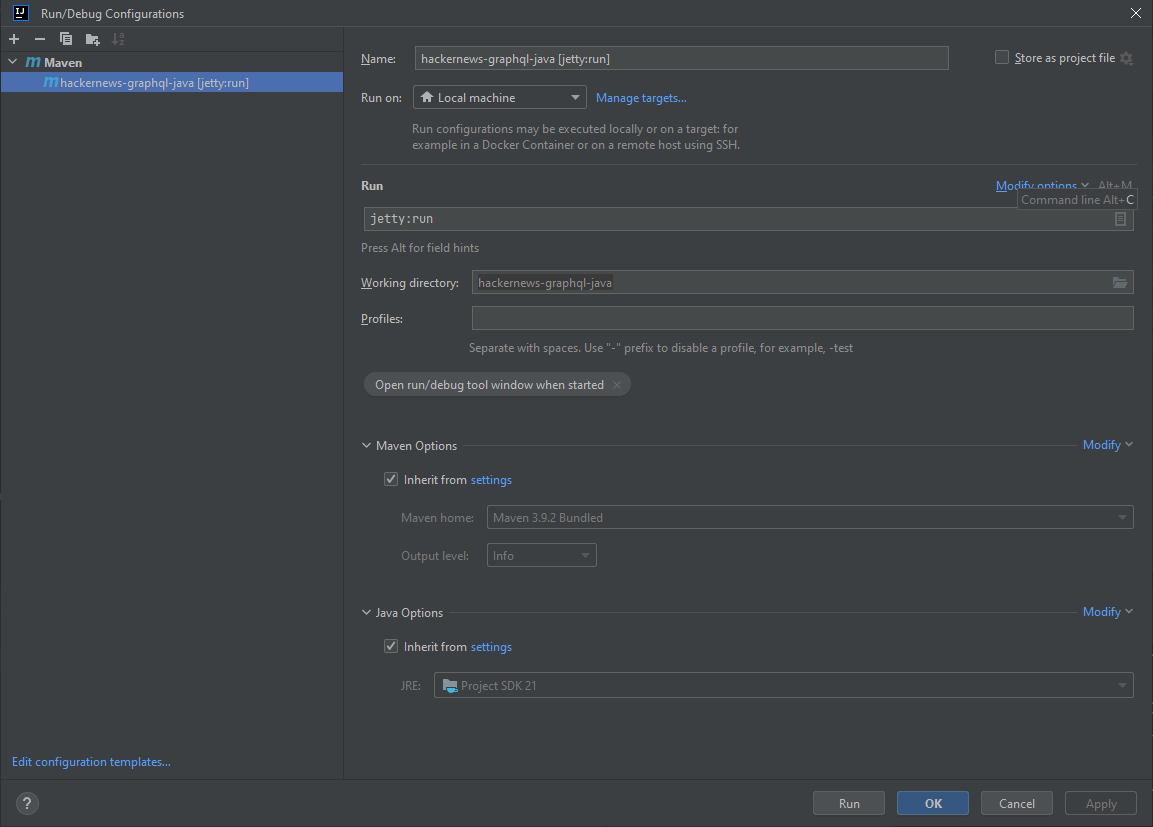 Run/Debug Configurations
Maven
hackernews-graphql-java [jetty:run]
Name:
hackernews-graphql-java [jetty:run]
Store as project file
Run on:
Local machine
Manage targets...
Run configurations may be executed locally or on a target: for
example in a Docker Container or on a remote host using SSH.
Run
Modify options
Alt+M
Command line Alt+C
jetty:run
Press Alt for field hints
Working directory:
hackernews-graphql-java
Profiles:
Separate with spaces. Use "-" prefix to disable a profile, for example, -test
Open run/debug tool window when started
Maven Options
Modify
Inherit from settings
Maven home:
Maven 3.9.2 Bundled
Output level:
Info
Java Options
Modify
Inherit from settings
JRE:
Project SDK 21
Edit configuration templates...
?
Run
OK
Cancel
Apply